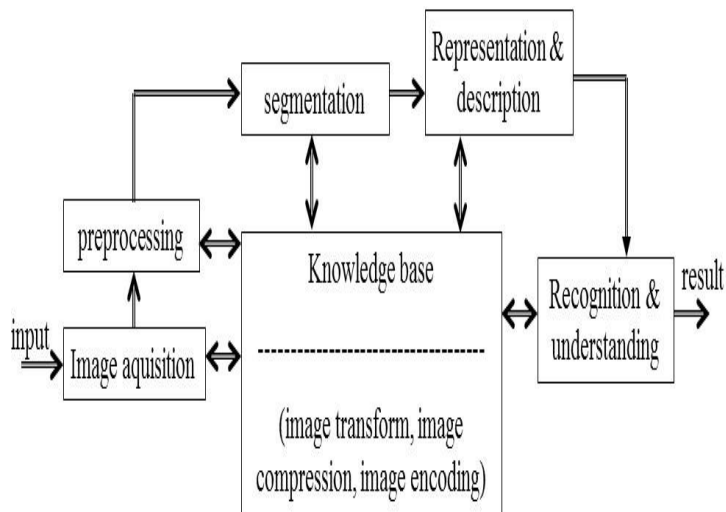 Representation &
description
segmentation
preprocessing
Knowledge base
result
Recognition &
understanding
input
Image aquisition
(image transform, image
compression, image encoding)